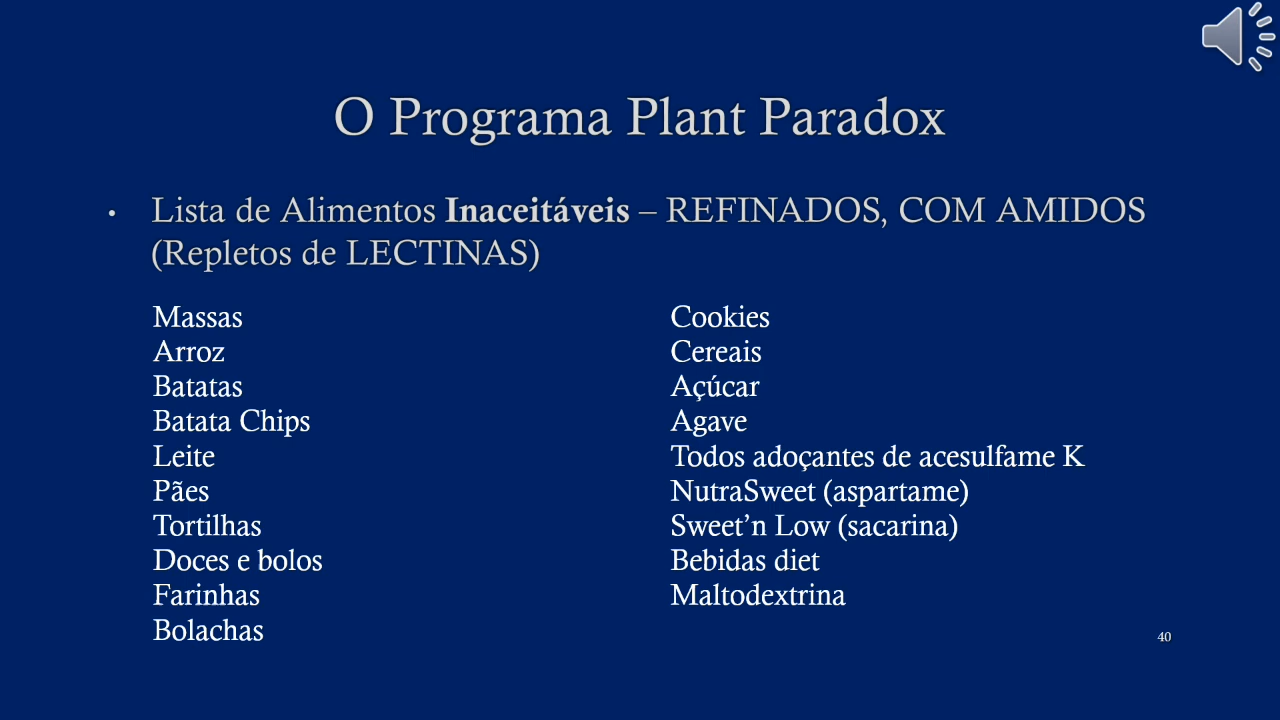 O Programa Plant Paradox
• Lista de Alimentos Inaceitáveis – REFINADOS, COM AMIDOS
(Repletos de LECTINAS)
Massas
Arroz
Batatas
Batata Chips
Leite
Pães
Tortilhas
Doces e bolos
Farinhas
Bolachas
Cookies
Cereais
Açúcar
Agave
Todos adoçantes de acesulfame K
NutraSweet (aspartame)
Sweet’n Low (sacarina)
Bebidas diet
Maltodextrina
40